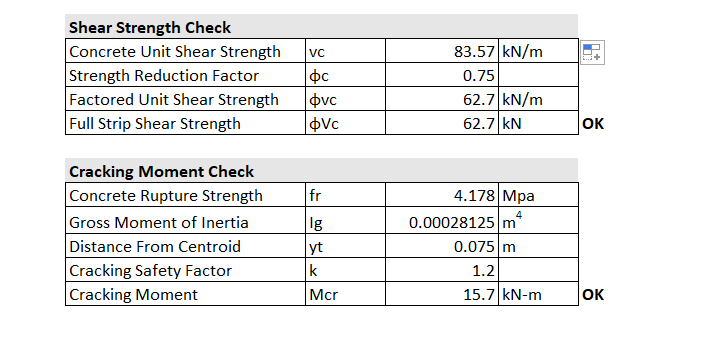 Shear Strength Check
Concrete Unit Shear Strength vc 83.57 kN/m
Strength Reduction Factor ϕc 0.75
Factored Unit Shear Strength ϕvc 62.7 kN/m
Full Strip Shear Strength ϕVc 62.7 kN OK
Cracking Moment Check
Concrete Rupture Strength fr 4.178 Mpa
Gross Moment of Inertia Ig 0.00028125 m⁴
Distance From Centroid yt 0.075 m
Cracking Safety Factor k 1.2
Cracking Moment Mcr 15.7 kN-m OK